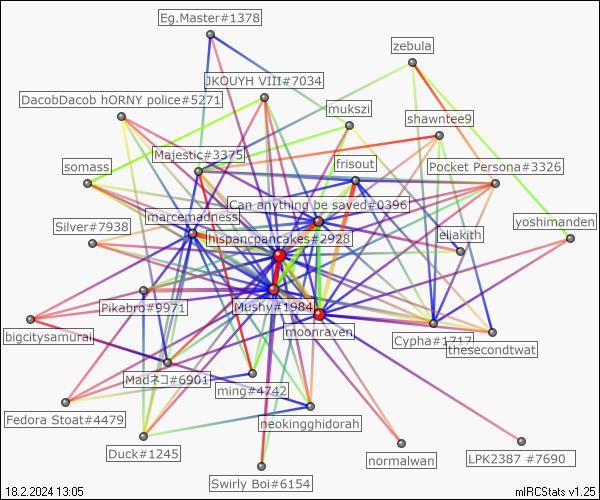 Eg.Master#1378
zebula
JKOUYH VIII#7034
DacobDacob hORNY police#5271
mukszi
shawntee9
Majestic#3375
frisout
Pocket Persona#3326
somass
Can anything be saved#0396
marcemadness
yoshimanden
Silver#7938
hispancpancakes#2928
leliakith
Pikabro#9971
Mushy#1984
moonraven
bigcitysamurai
Cypha#1717
thesecondtwat
Madネコ#6901
ming#4742
Fedora Stoat#4479
neokingghidorah
Duck#1245
normalwan
LPK2387 #7690
Swirly Boi#6154
18.2.2024 13:05
mIRCStats v1.25